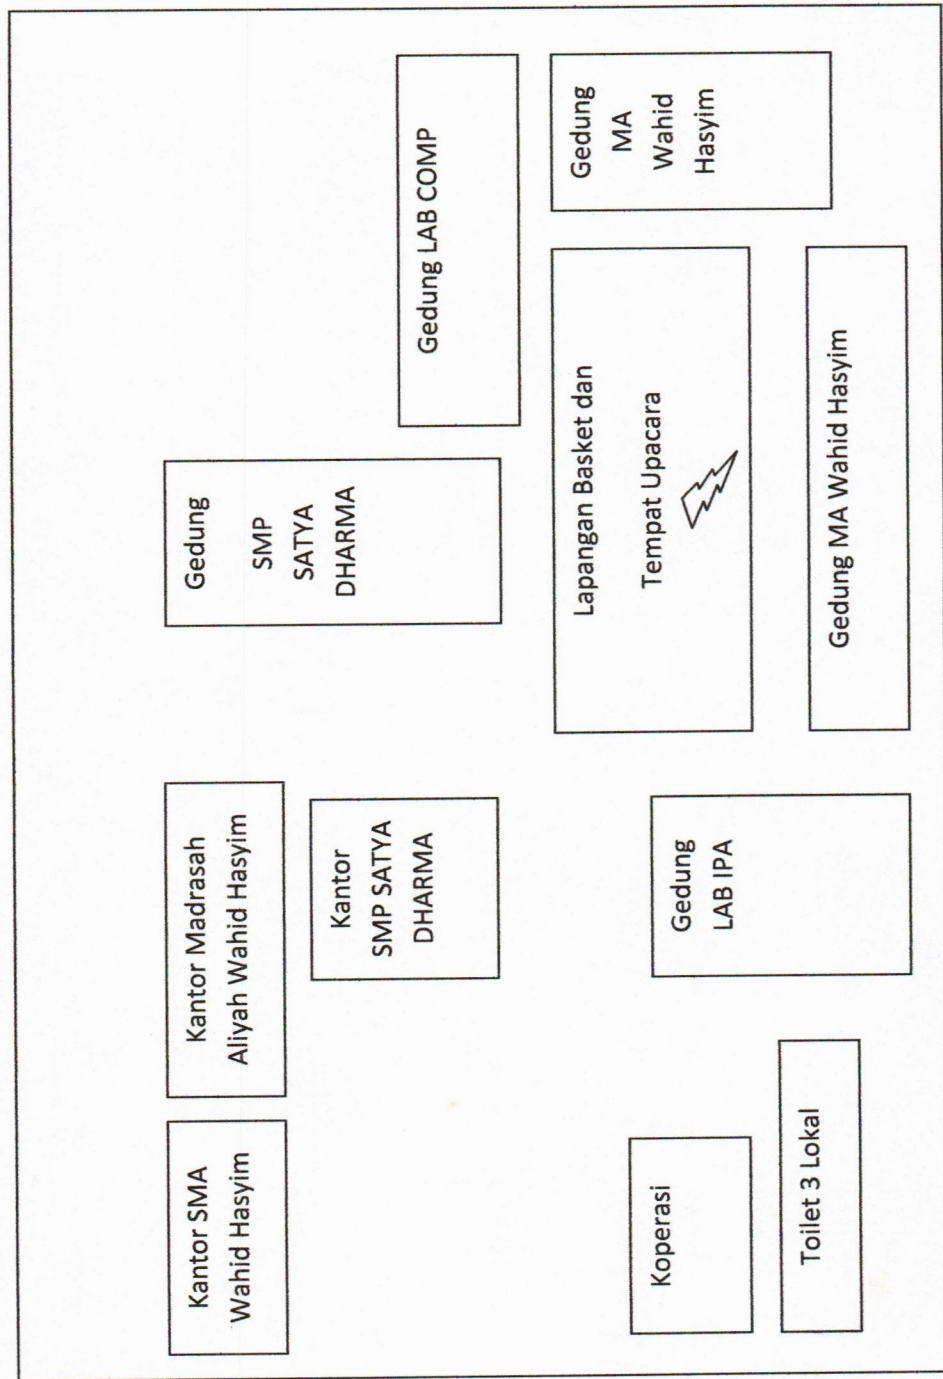 Kantor SMA
Wahid Hasyim
Kantor Madrasah
Aliyah Wahid Hasyim
Kantor
SMP SATYA
DHARMA
Gedung
SMP
SATYA
DHARMA
Gedung LAB COMP
Gedung
MA
Wahid
Hasyim
Lapangan Basket dan
Tempat Upacara
Gedung MA Wahid Hasyim
Gedung
LAB IPA
Koperasi
Toilet 3 Lokal